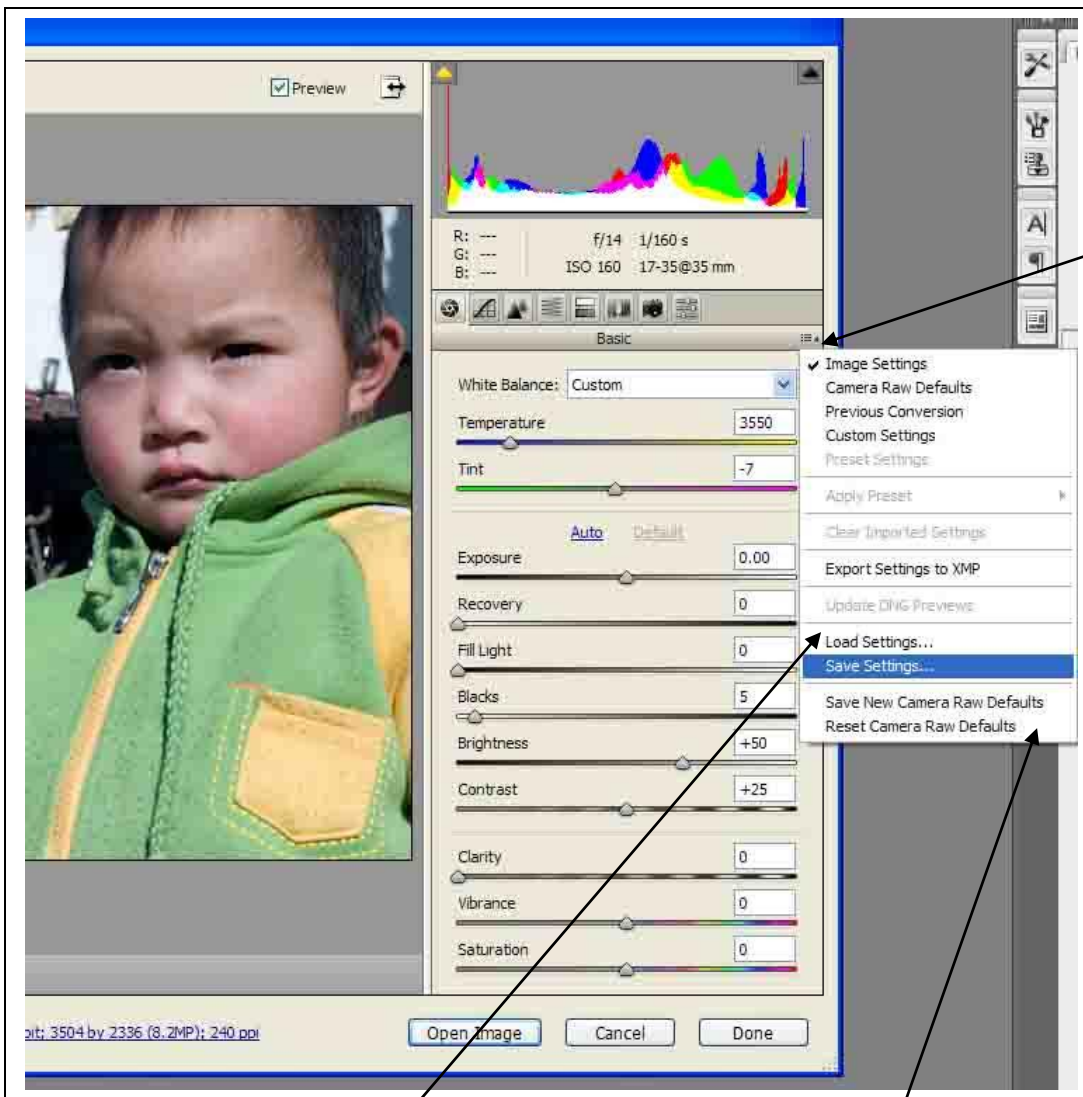 Preview
R: ---
G: ---
B: ---
f/14 1/160 s
ISO 160 17-35@35 mm
Basic
White Balance: Custom
Temperature 3550
Tint -7
Auto Default
Exposure 0.00
Recovery 0
Fill Light 0
Blacks 5
Brightness +50
Contrast +25
Clarity 0
Vibrance 0
Saturation 0
Image Settings
Camera Raw Defaults
Previous Conversion
Custom Settings
Preset Settings
Apply Preset
Clear Imported Settings
Export Settings to XMP
Update DNG Previews
Load Settings...
Save Settings...
Save New Camera Raw Defaults
Reset Camera Raw Defaults
3504 by 2336 (8.2MP); 240 ppi
Open Image Cancel Done
A